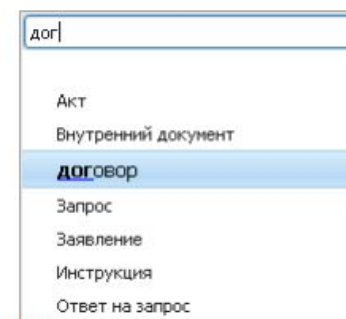 дог
Акт
Внутренний документ
договор
Запрос
Заявление
Инструкция
Ответ на запрос